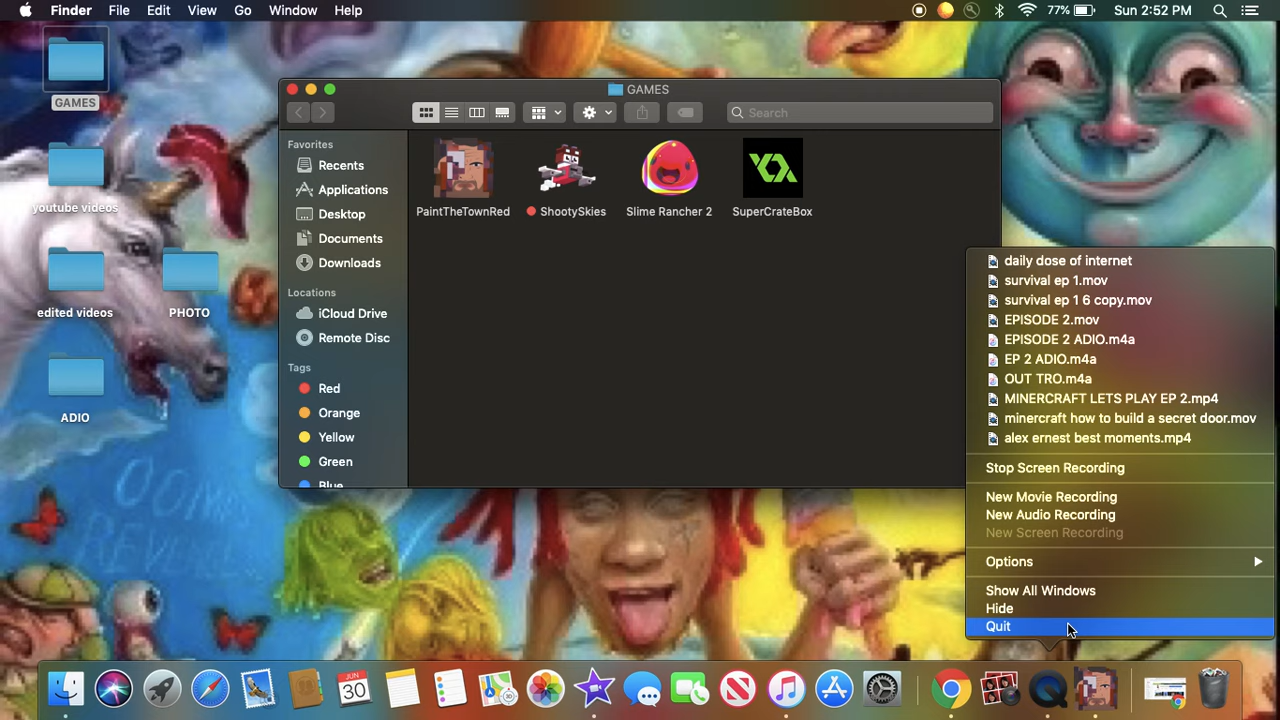 Finder File Edit View Go Window Help 77% Sun 2:52 PM
GAMES
youtube videos
edited videos
PHOTO
ADIO
GAMES
Search
Favorites
Recents
Applications
Desktop
Documents
Downloads
Locations
iCloud Drive
Remote Disc
Tags
Red
Orange
Yellow
Green
Blue
PaintTheTownRed
ShootySkies
Slime Rancher 2
SuperCrateBox
daily dose of internet
survival ep 1.mov
survival ep 1 6 copy.mov
EPISODE 2.mov
EPISODE 2 ADIO.m4a
EP 2 ADIO.m4a
OUT TRO.m4a
MINERCRAFT LETS PLAY EP 2.mp4
minercraft how to build a secret door.mov
alex ernest best moments.mp4
Stop Screen Recording
New Movie Recording
New Audio Recording
New Screen Recording
Options
Show All Windows
Hide
Quit
JUN
30